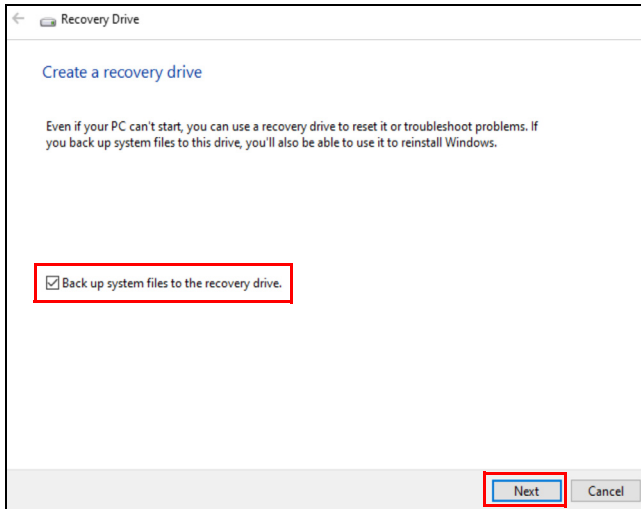 Recovery Drive
Create a recovery drive
Even if your PC can't start, you can use a recovery drive to reset it or troubleshoot problems. If
you back up system files to this drive, you'll also be able to use it to reinstall Windows.
Back up system files to the recovery drive.
Next Cancel